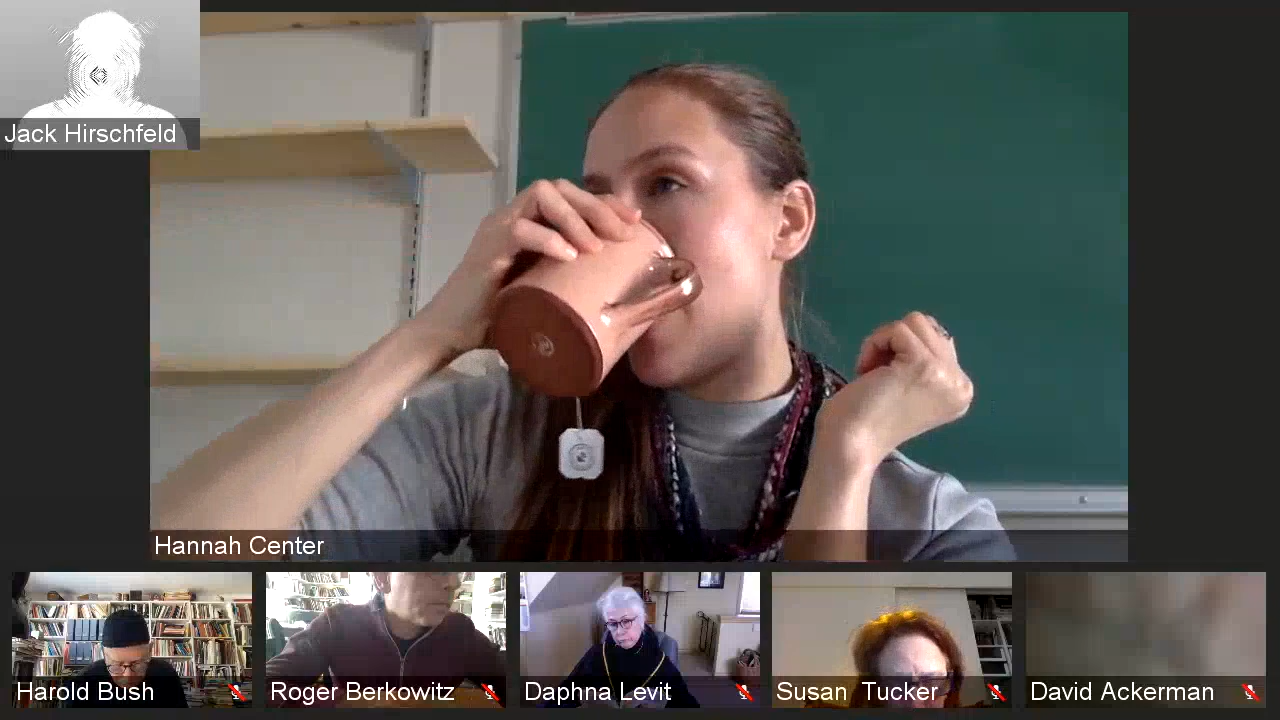 Jack Hirschfeld
Hannah Center
Harold Bush
Roger Berkowitz
Daphna Levit
Susan Tucker
David Ackerman